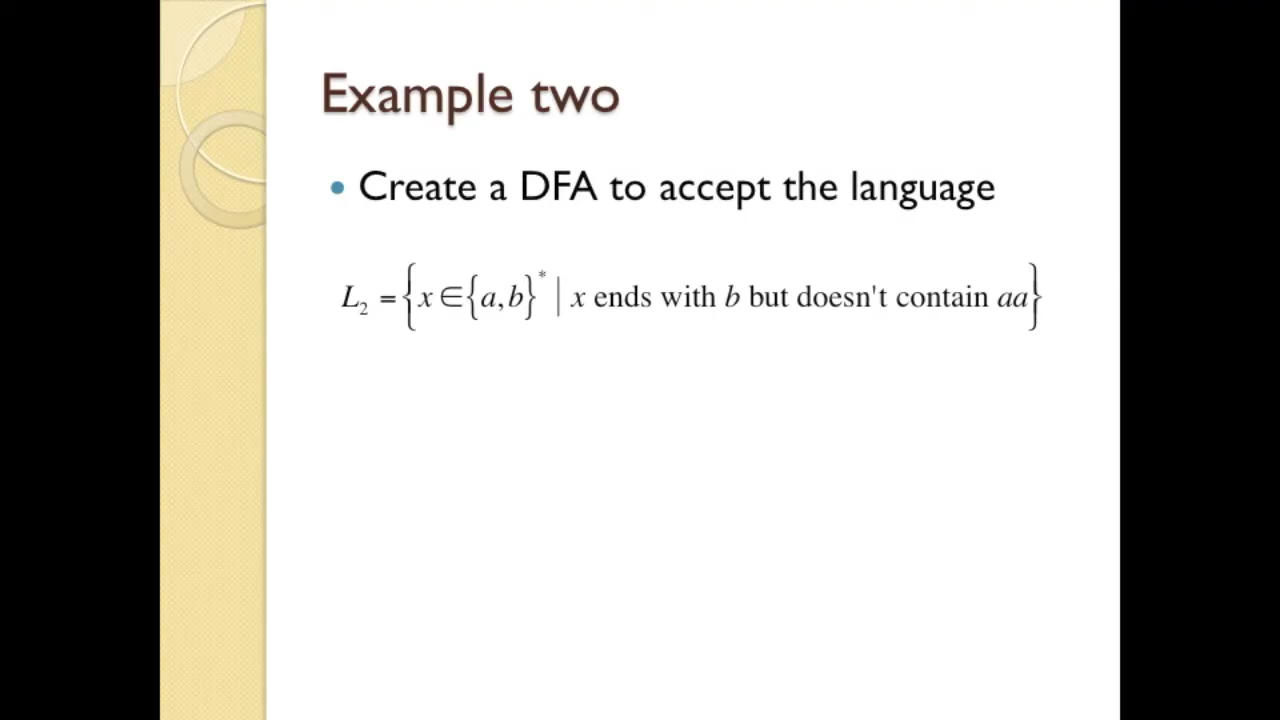 Example two
• Create a DFA to accept the language
L₂ = {x ∈ {a, b}* | x ends with b but doesn't contain aa}